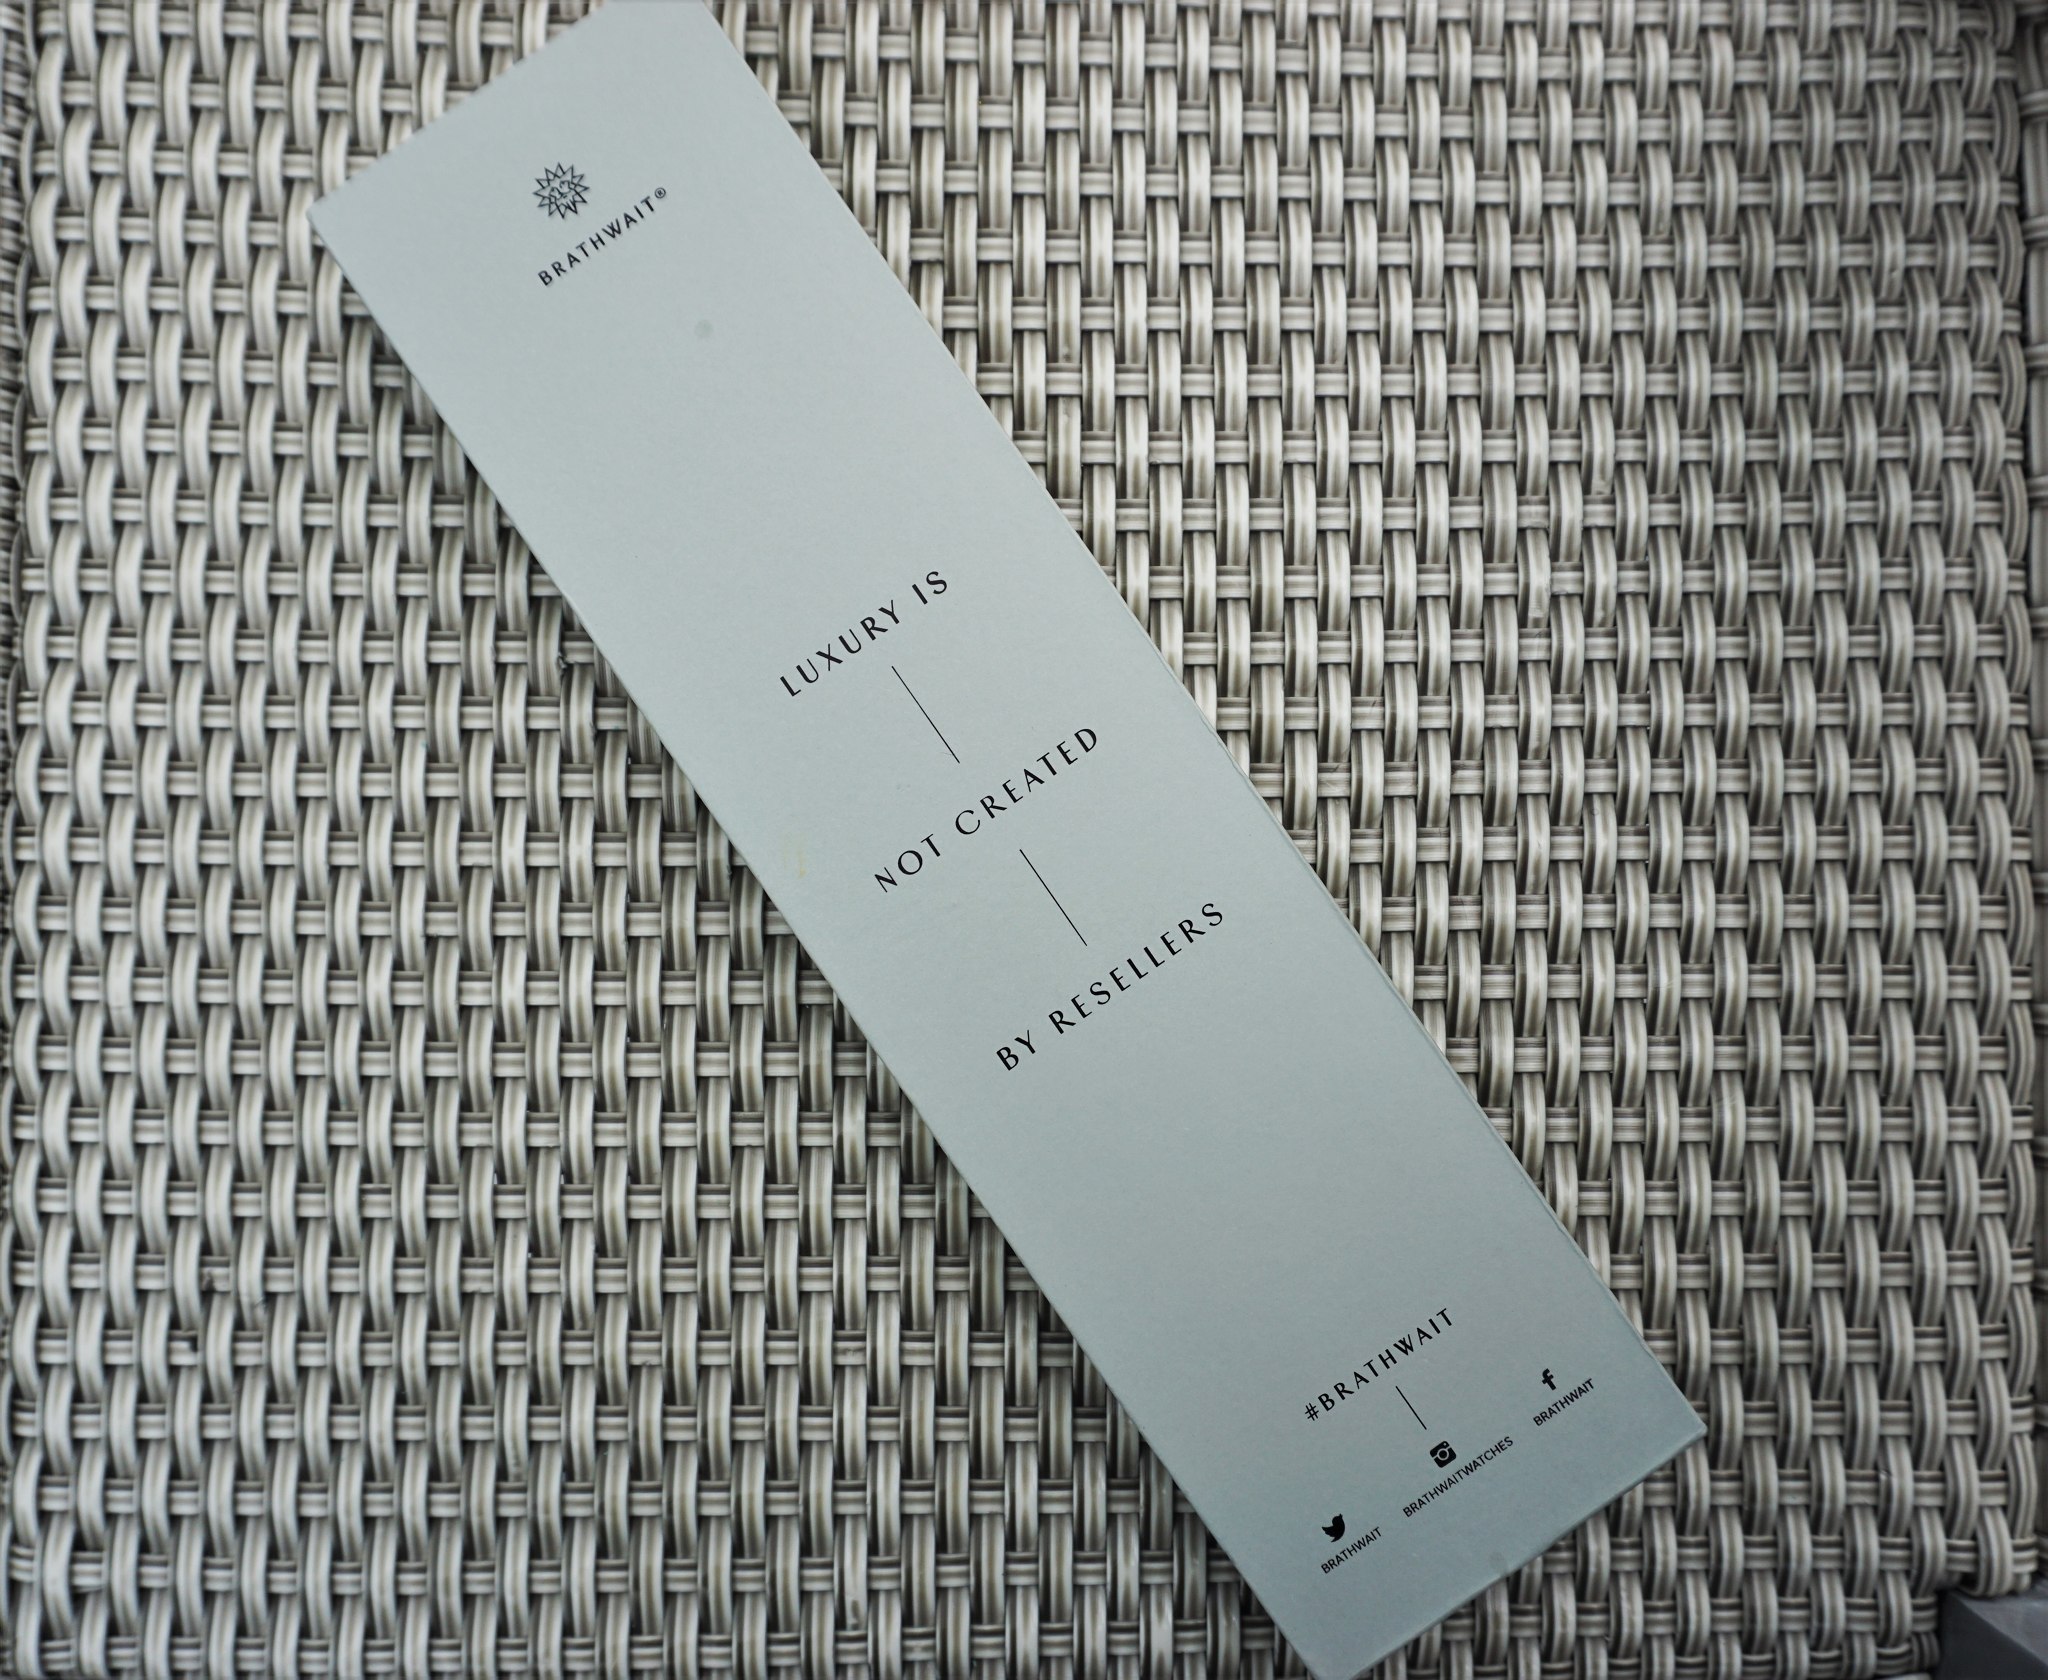 BRATHWAIT®
LUXURY IS
NOT CREATED
BY RESELLERS
#BRATHWAIT
BRATHWAIT
BRATHWAITWATCHES
BRATHWAIT